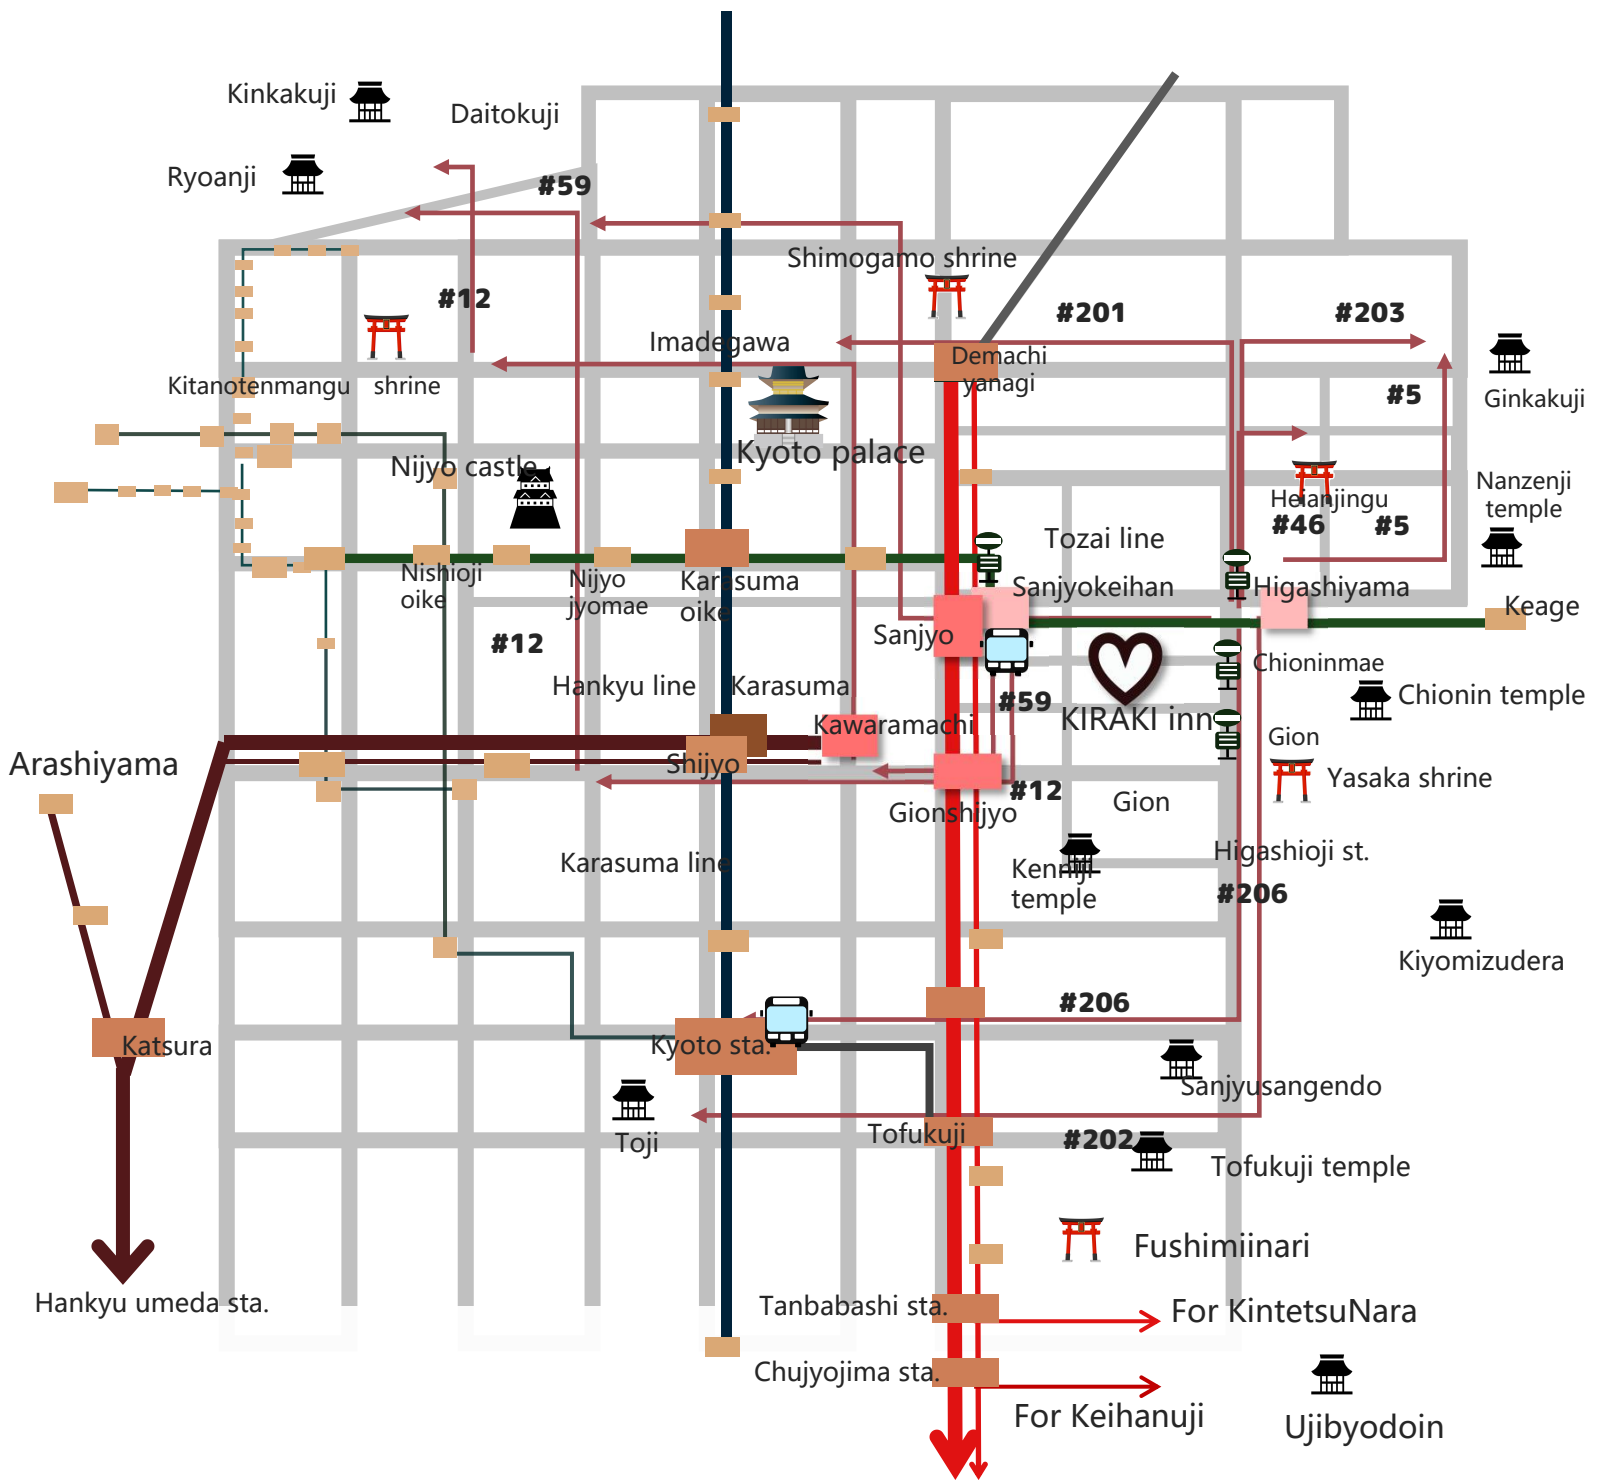 Kinkakuji
Daitokuji
Ryoanji
#59
Shimogamo shrine
#12
#201
#203
Imadegawa
Demachi
yanagi
Kitanotenmangu shrine
#5
Ginkakuji
Kyoto palace
Nijyo castle
Heianjingu
Nanzenji
temple
#46
#5
Tozai line
Nishioji
oike
Nijyo
jyomae
Karasuma
oike
Sanjyokeihan
Higashiyama
Keage
Sanjyo
#12
Chioninmae
Hankyu line
Karasuma
#59
Chionin temple
Kawaramachi
KIRAKI inn
Gion
Arashiyama
Shijyo
Yasaka shrine
#12
Gionshijyo
Gion
Karasuma line
Kenniji
temple
Higashioji st.
#206
Kiyomizudera
#206
Katsura
Kyoto sta.
Sanjyusangendo
Toji
Tofukuji
#202
Tofukuji temple
Fushimiinari
Hankyu umeda sta.
Tanbabashi sta.
For KintetsuNara
Chujyojima sta.
For Keihanuji
Ujibyodoin